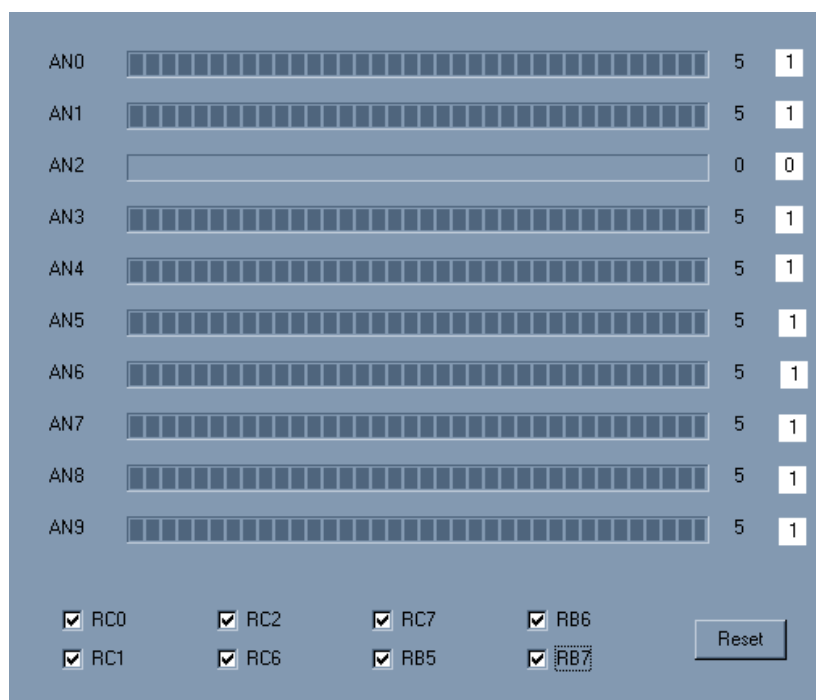 AN0 5 1
AN1 5 1
AN2 0 0
AN3 5 1
AN4 5 1
AN5 5 1
AN6 5 1
AN7 5 1
AN8 5 1
AN9 5 1
RC0 RC2 RC7 RB6
RC1 RC6 RB5 RB7
Reset